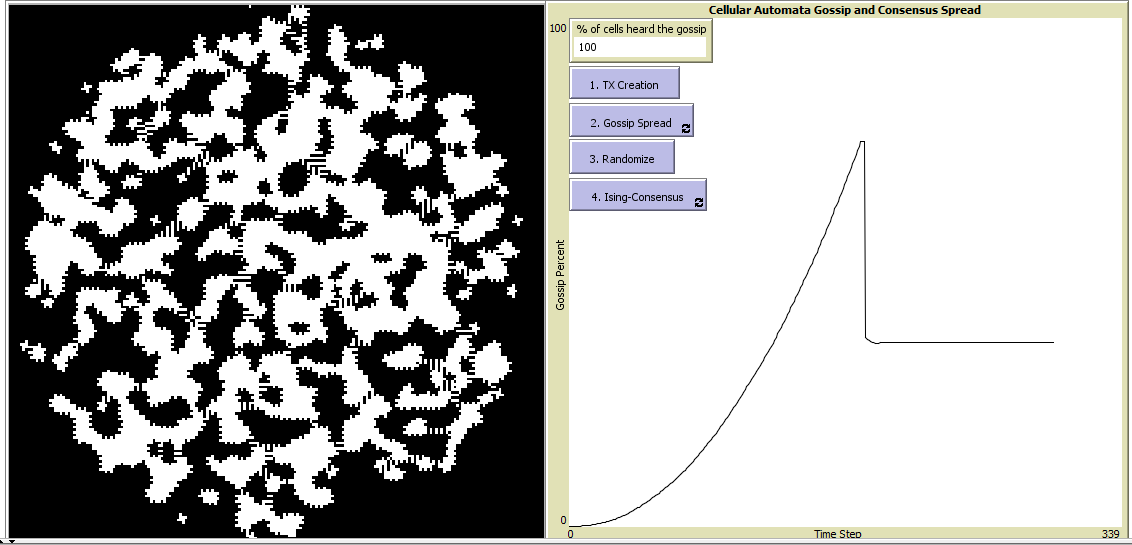 Cellular Automata Gossip and Consensus Spread
100
% of cells heard the gossip
100
1. TX Creation
2. Gossip Spread
3. Randomize
4. Ising-Consensus
Gossip Percent
0
0
Time Step
339